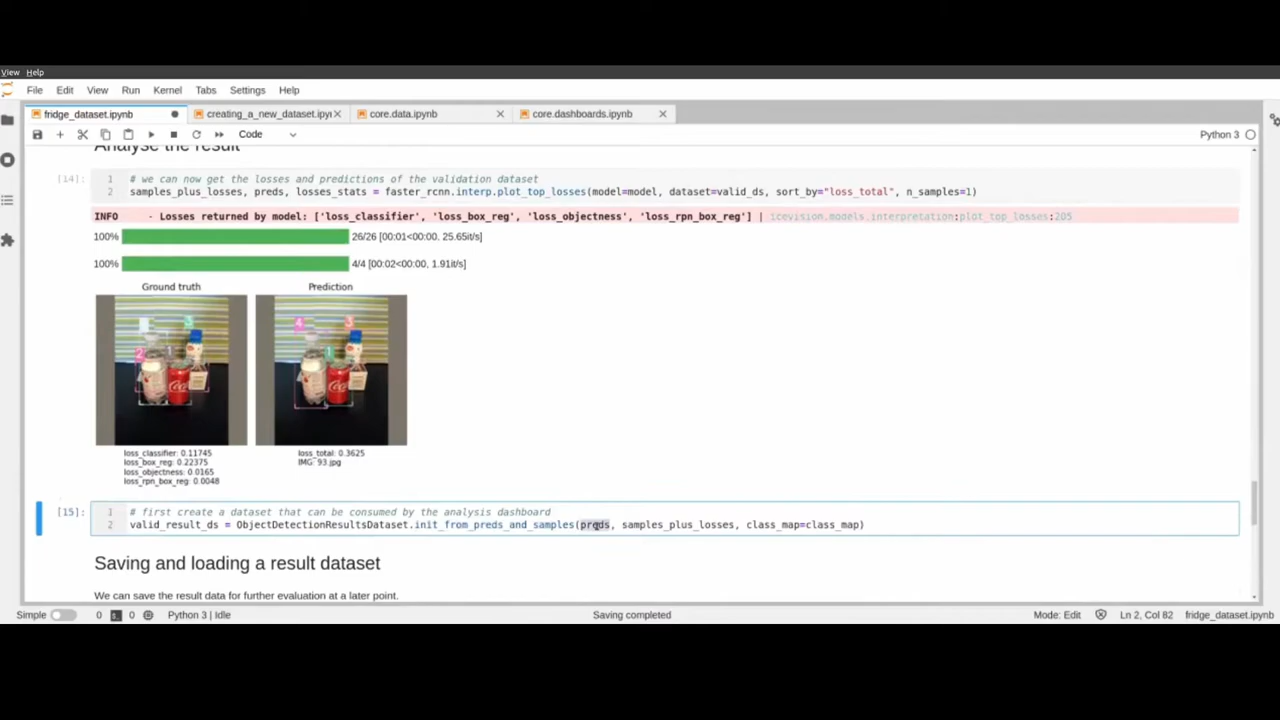 View Help
File Edit View Run Kernel Tabs Settings Help
fridge_dataset.ipynb creating_a_new_dataset.ipyi core.data.ipynb core.dashboards.ipynb
Code Python 3
Analyse the result
[14]: 1 # we can now get the losses and predictions of the validation dataset
2 samples_plus_losses, preds, losses_stats = faster_rcnn.interp.plot_top_losses(model=model, dataset=valid_ds, sort_by="loss_total", n_samples=1)
INFO - Losses returned by model: ['loss_classifier', 'loss_box_reg', 'loss_objectness', 'loss_rpn_box_reg'] | icevision.models.interpretation:plot_top_losses:205
100% 26/26 [00:01<00:00, 25.65it/s]
100% 4/4 [00:02<00:00, 1.91it/s]
Ground truth Prediction
3 4 3
2 1 1
loss_classifier: 0.11745 loss_total: 0.3625
loss_box_reg: 0.22375 IMG: 93.jpg
loss_objectness: 0.0165
loss_rpn_box_reg: 0.0048
[15]: 1 # first create a dataset that can be consumed by the analysis dashboard
2 valid_result_ds = ObjectDetectionResultsDataset.init_from_preds_and_samples(preds, samples_plus_losses, class_map=class_map)
Saving and loading a result dataset
We can save the result data for further evaluation at a later point.
Simple 0 0 Python 3 | Idle Saving completed Mode: Edit Ln 2, Col 82 fridge_dataset.ipynb